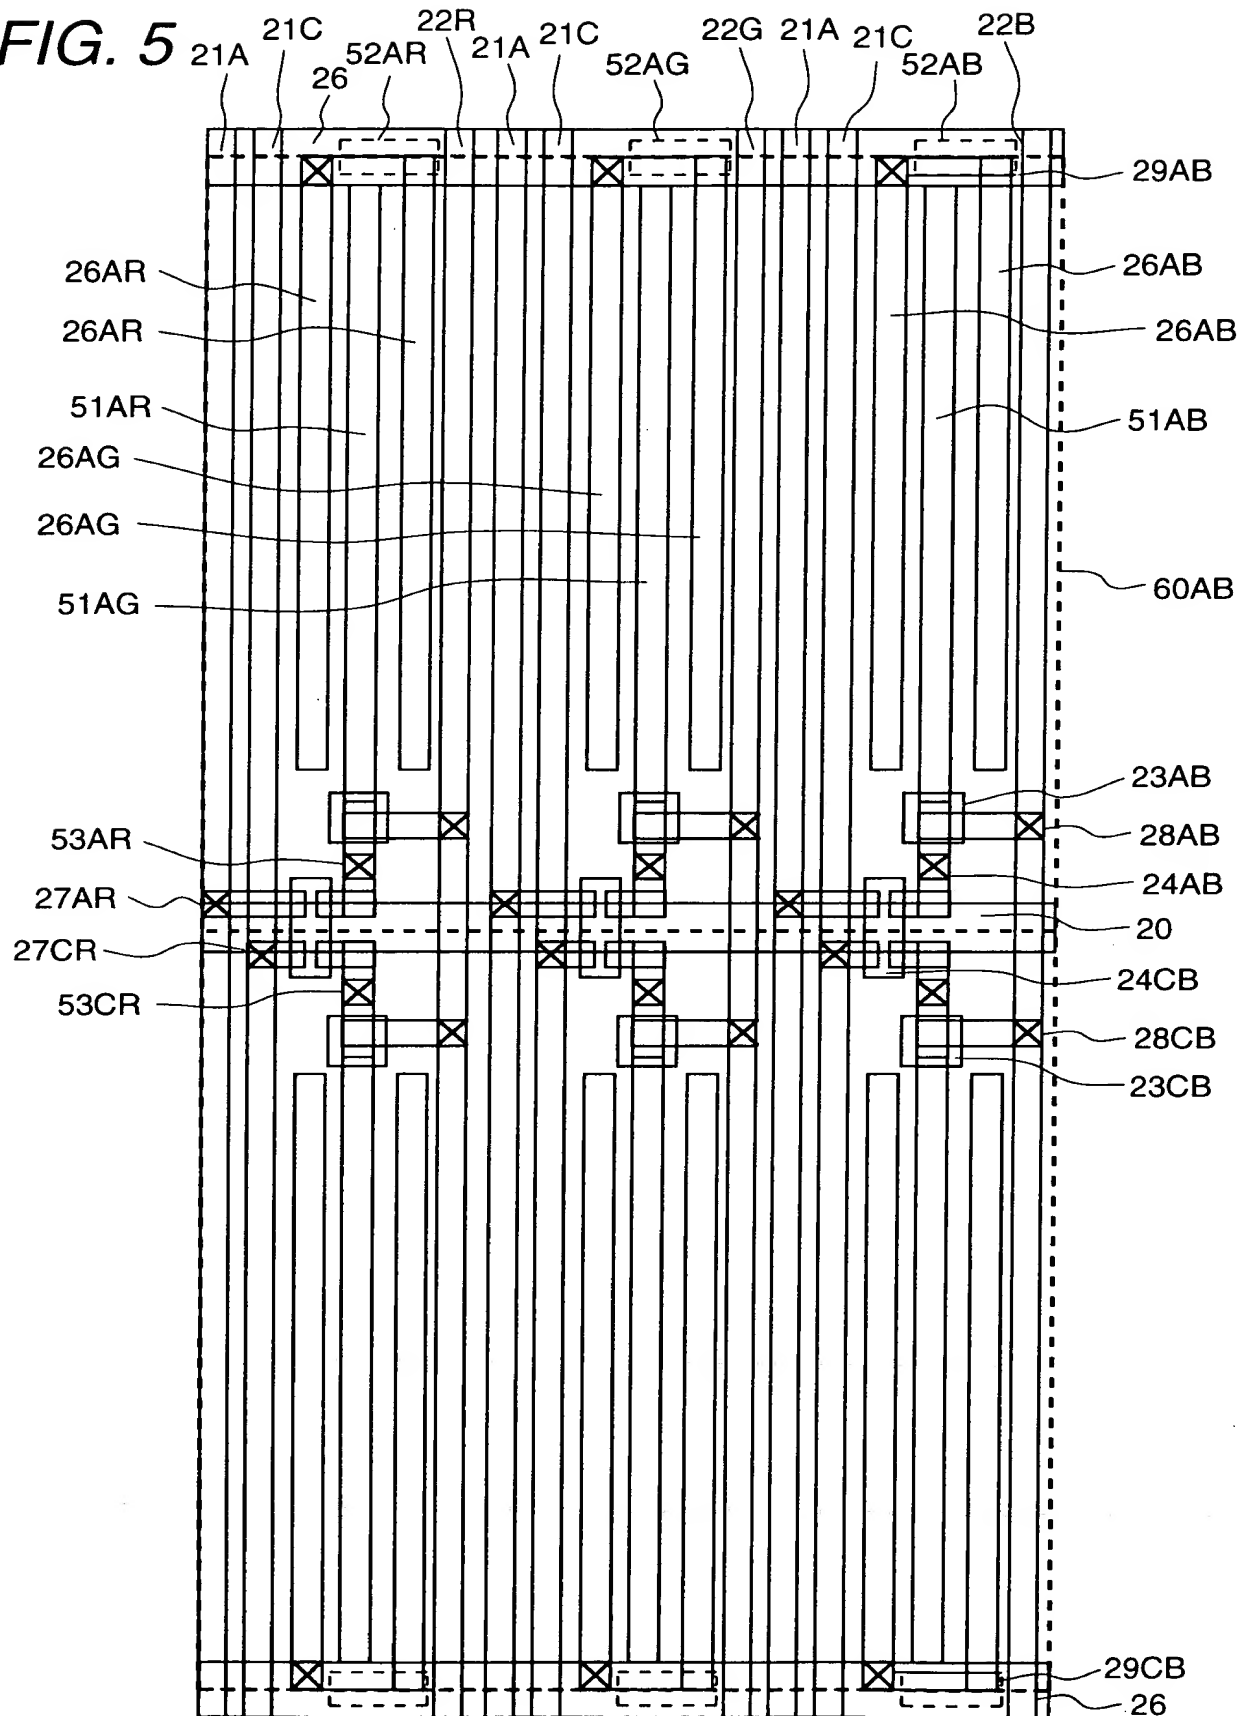 FIG. 5
21A 21C 26 52AR 22R 21A 21C 52AG 22G 21A 21C 52AB 22B
29AB
26AR
26AB
26AR
26AB
51AR
51AB
26AG
26AG
51AG
60AB
23AB
53AR
28AB
27AR
24AB
20
27CR
24CB
53CR
28CB
23CB
29CB
26